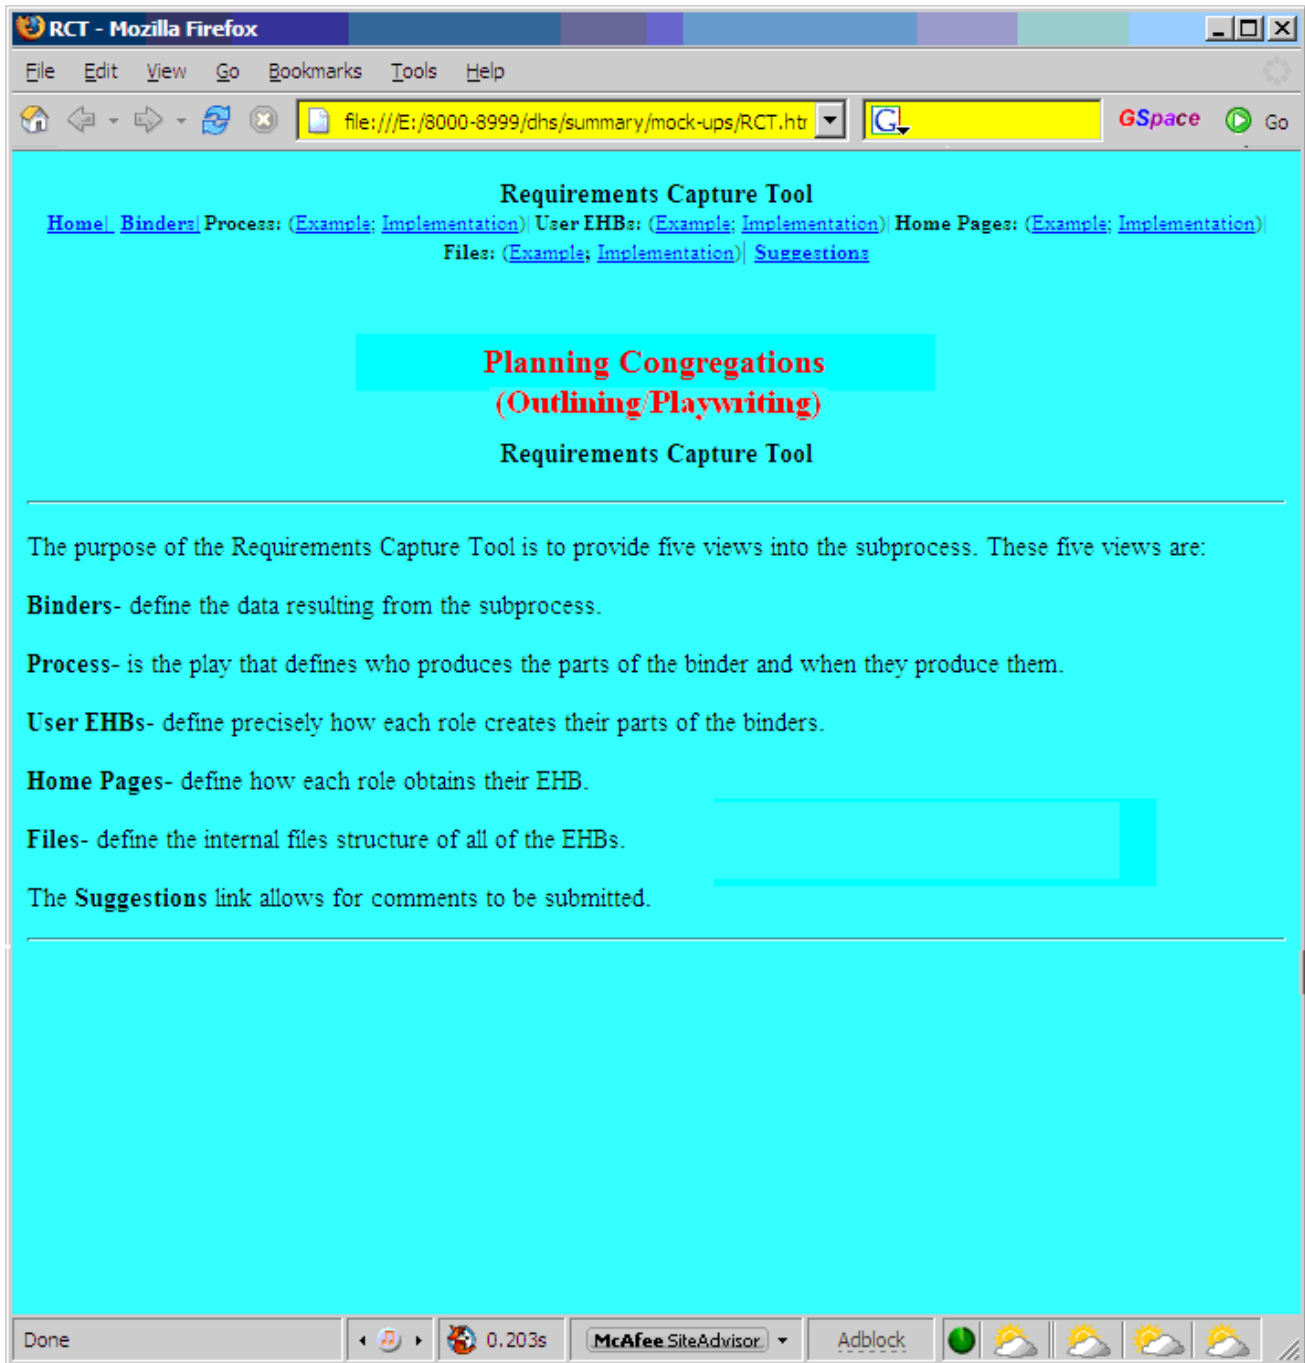 RCT - Mozilla Firefox
File Edit View Go Bookmarks Tools Help
file:///E:/8000-8999/dhs/summary/mock-ups/RCT.htr G GSpace Go
Requirements Capture Tool
Home| Binders| Process: (Example; Implementation)| User EHBs: (Example; Implementation)| Home Pages: (Example; Implementation)|
Files: (Example; Implementation)| Suggestions
Planning Congregations
(Outlining/Playwriting)
Requirements Capture Tool
The purpose of the Requirements Capture Tool is to provide five views into the subprocess. These five views are:
Binders- define the data resulting from the subprocess.
Process- is the play that defines who produces the parts of the binder and when they produce them.
User EHBs- define precisely how each role creates their parts of the binders.
Home Pages- define how each role obtains their EHB.
Files- define the internal files structure of all of the EHBs.
The Suggestions link allows for comments to be submitted.
Done 0.203s McAfee SiteAdvisor Adblock